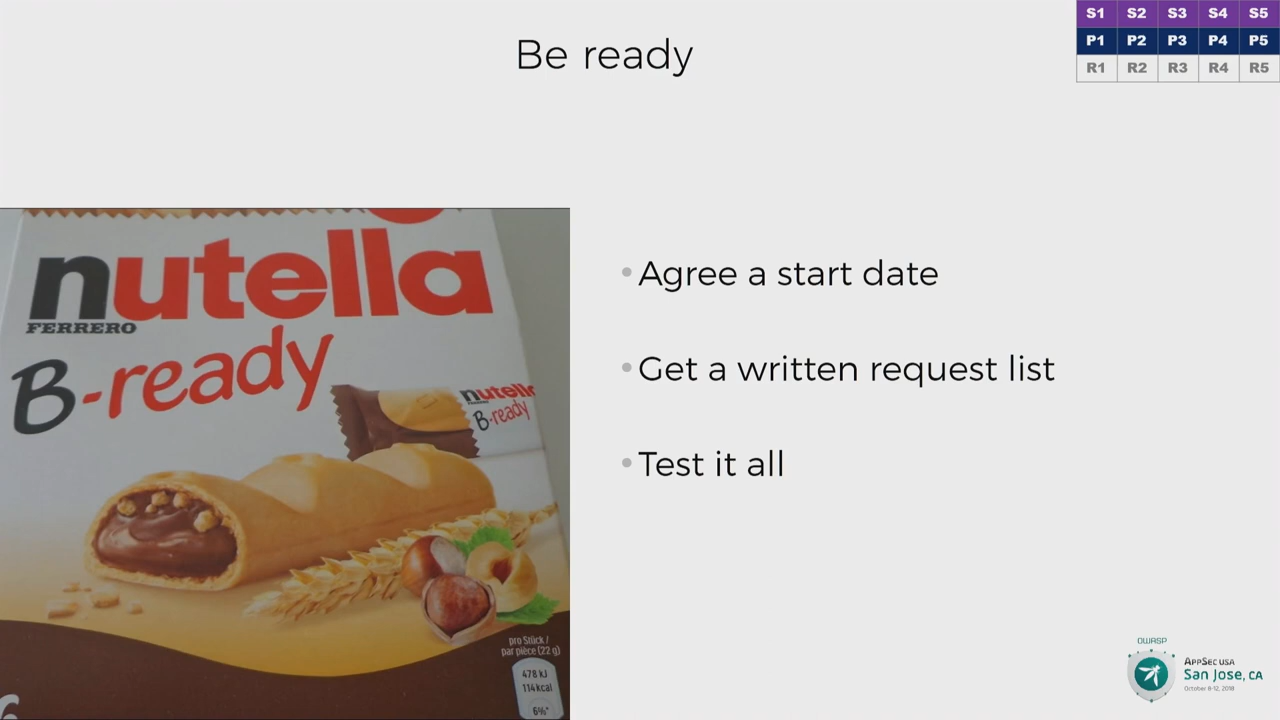 Be ready
S1 S2 S3 S4 S5
P1 P2 P3 P4 P5
R1 R2 R3 R4 R5
nutella
FERRERO
B-ready
nutella
B-ready
pro Stück /
par pièce (22 g)
478 kJ
114 kcal
6%*
6
• Agree a start date
• Get a written request list
• Test it all
OWASP
AppSec USA
San Jose, CA
October 8-12, 2018